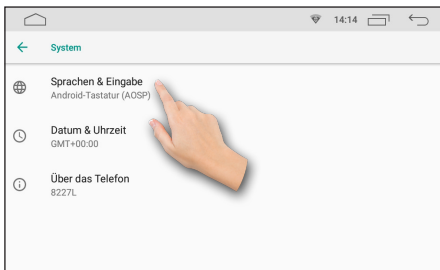 14:14
System
Sprachen & Eingabe
Android-Tastatur (AOSP)
Datum & Uhrzeit
GMT+00:00
Über das Telefon
8227L